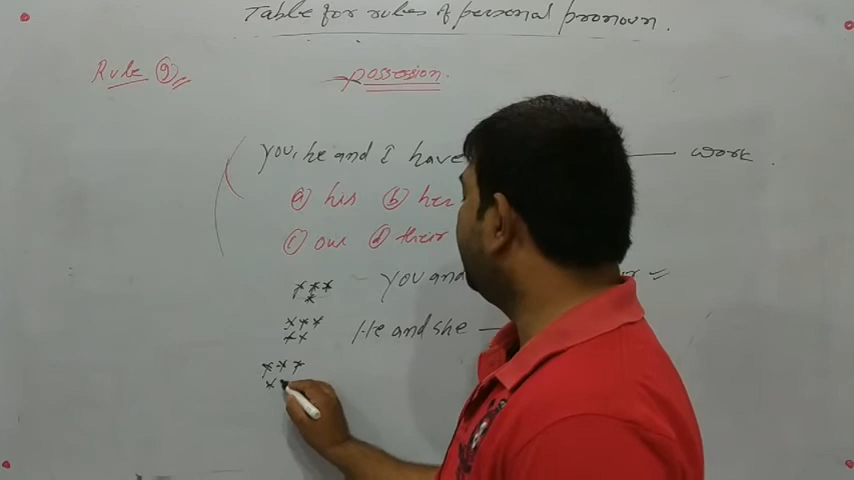 Table for rules of personal pronoun.
Rule 9 possession.
you, he and I have work.
(a) his (b) her
(c) our (d) their
*** you and
*
*** He and she
**
***
*